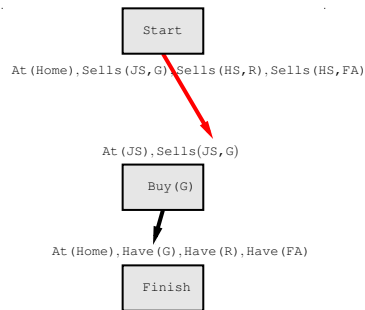 Start
At(Home),Sells(JS,G),Sells(HS,R),Sells(HS,FA)
At(JS),Sells(JS,G)
Buy(G)
At(Home),Have(G),Have(R),Have(FA)
Finish